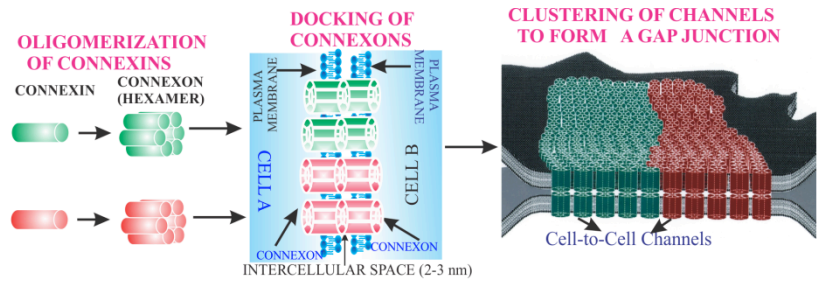 OLIGOMERIZATION
OF CONNEXINS
CONNEXIN
CONNEXON
(HEXAMER)
DOCKING OF
CONNEXONS
PLASMA
MEMBRANE
PLASMA
MEMBRANE
CELL A
CELL B
CONNEXON
CONNEXON
INTERCELLULAR SPACE (2-3 nm)
CLUSTERING OF CHANNELS
TO FORM A GAP JUNCTION
Cell-to-Cell Channels